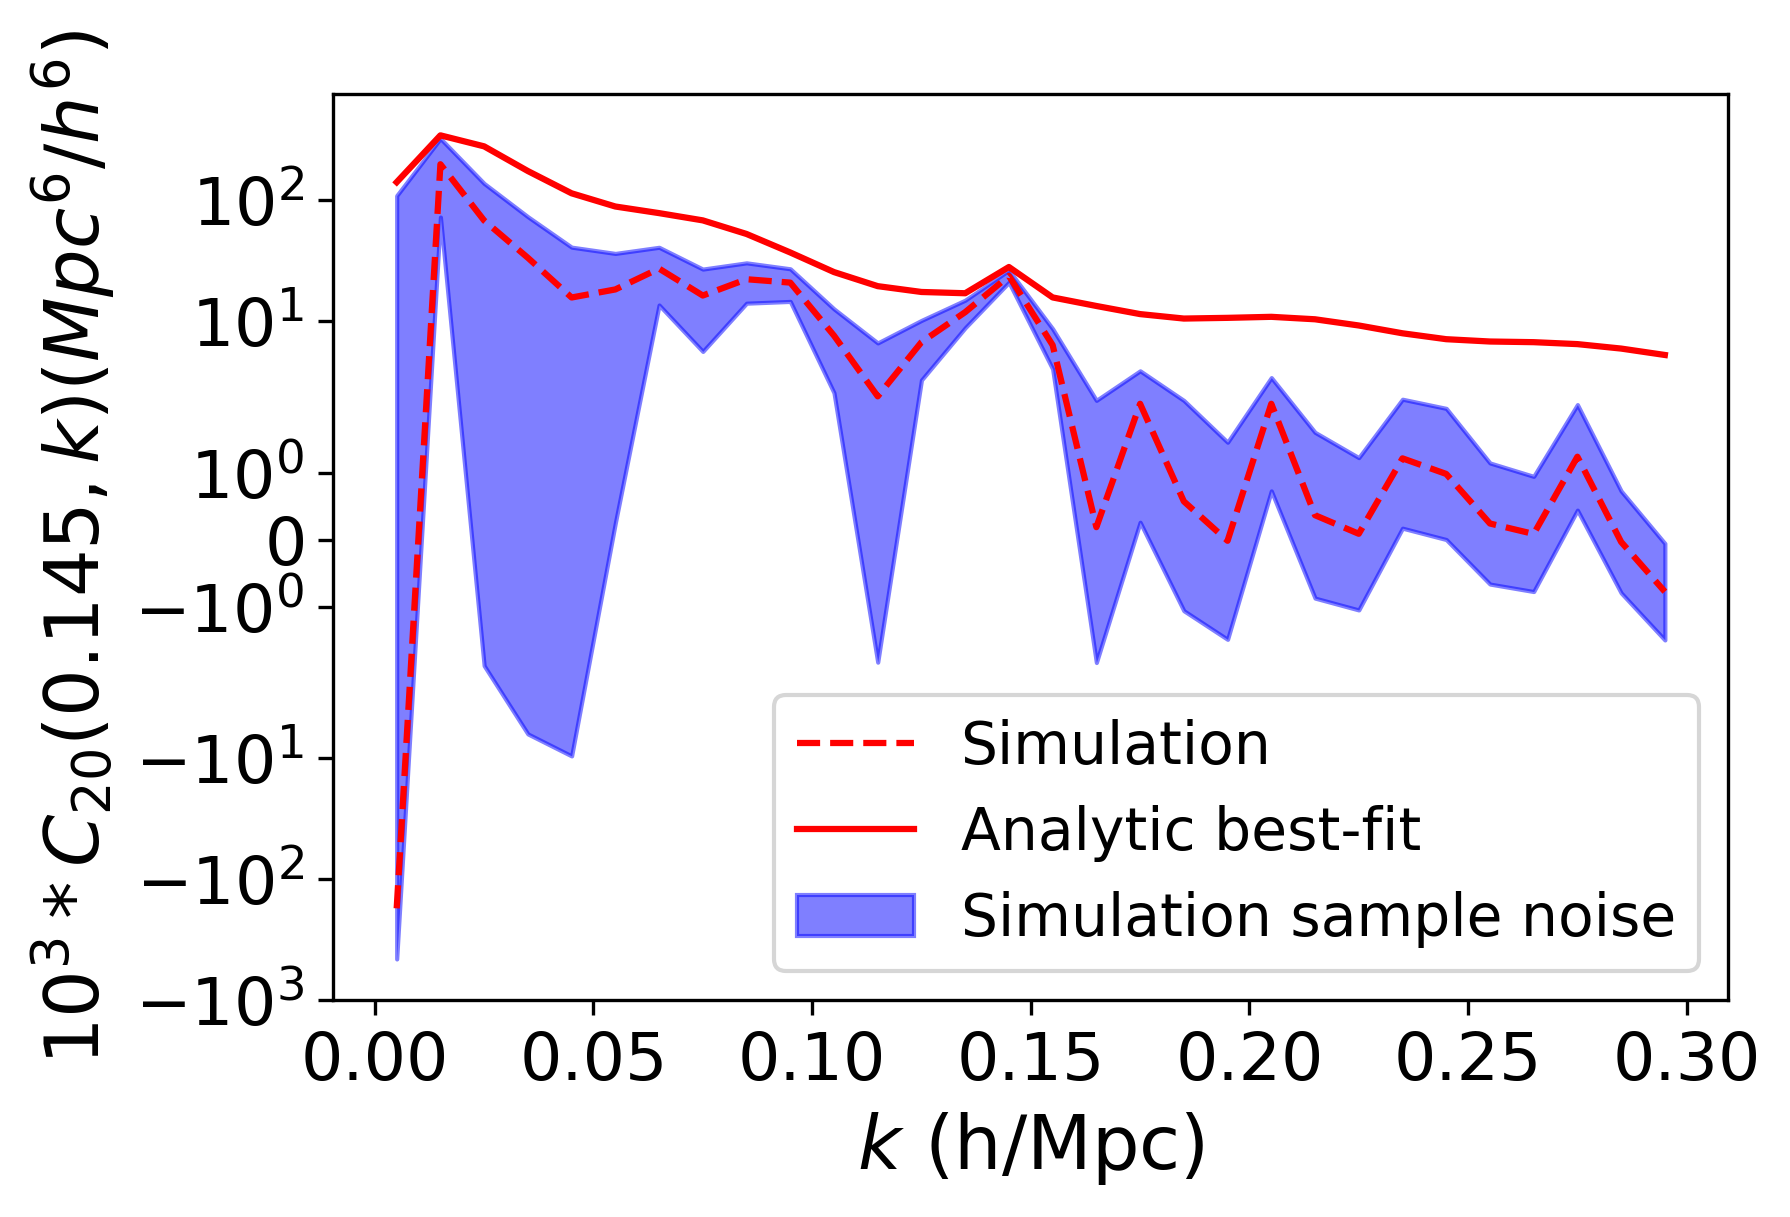 10³ * C₂₀(0.145, k)(Mpc⁶/h⁶)
10²
10¹
10⁰
0
−10⁰
−10¹
−10²
−10³
Simulation
Analytic best-fit
Simulation sample noise
0.00 0.05 0.10 0.15 0.20 0.25 0.30
k (h/Mpc)